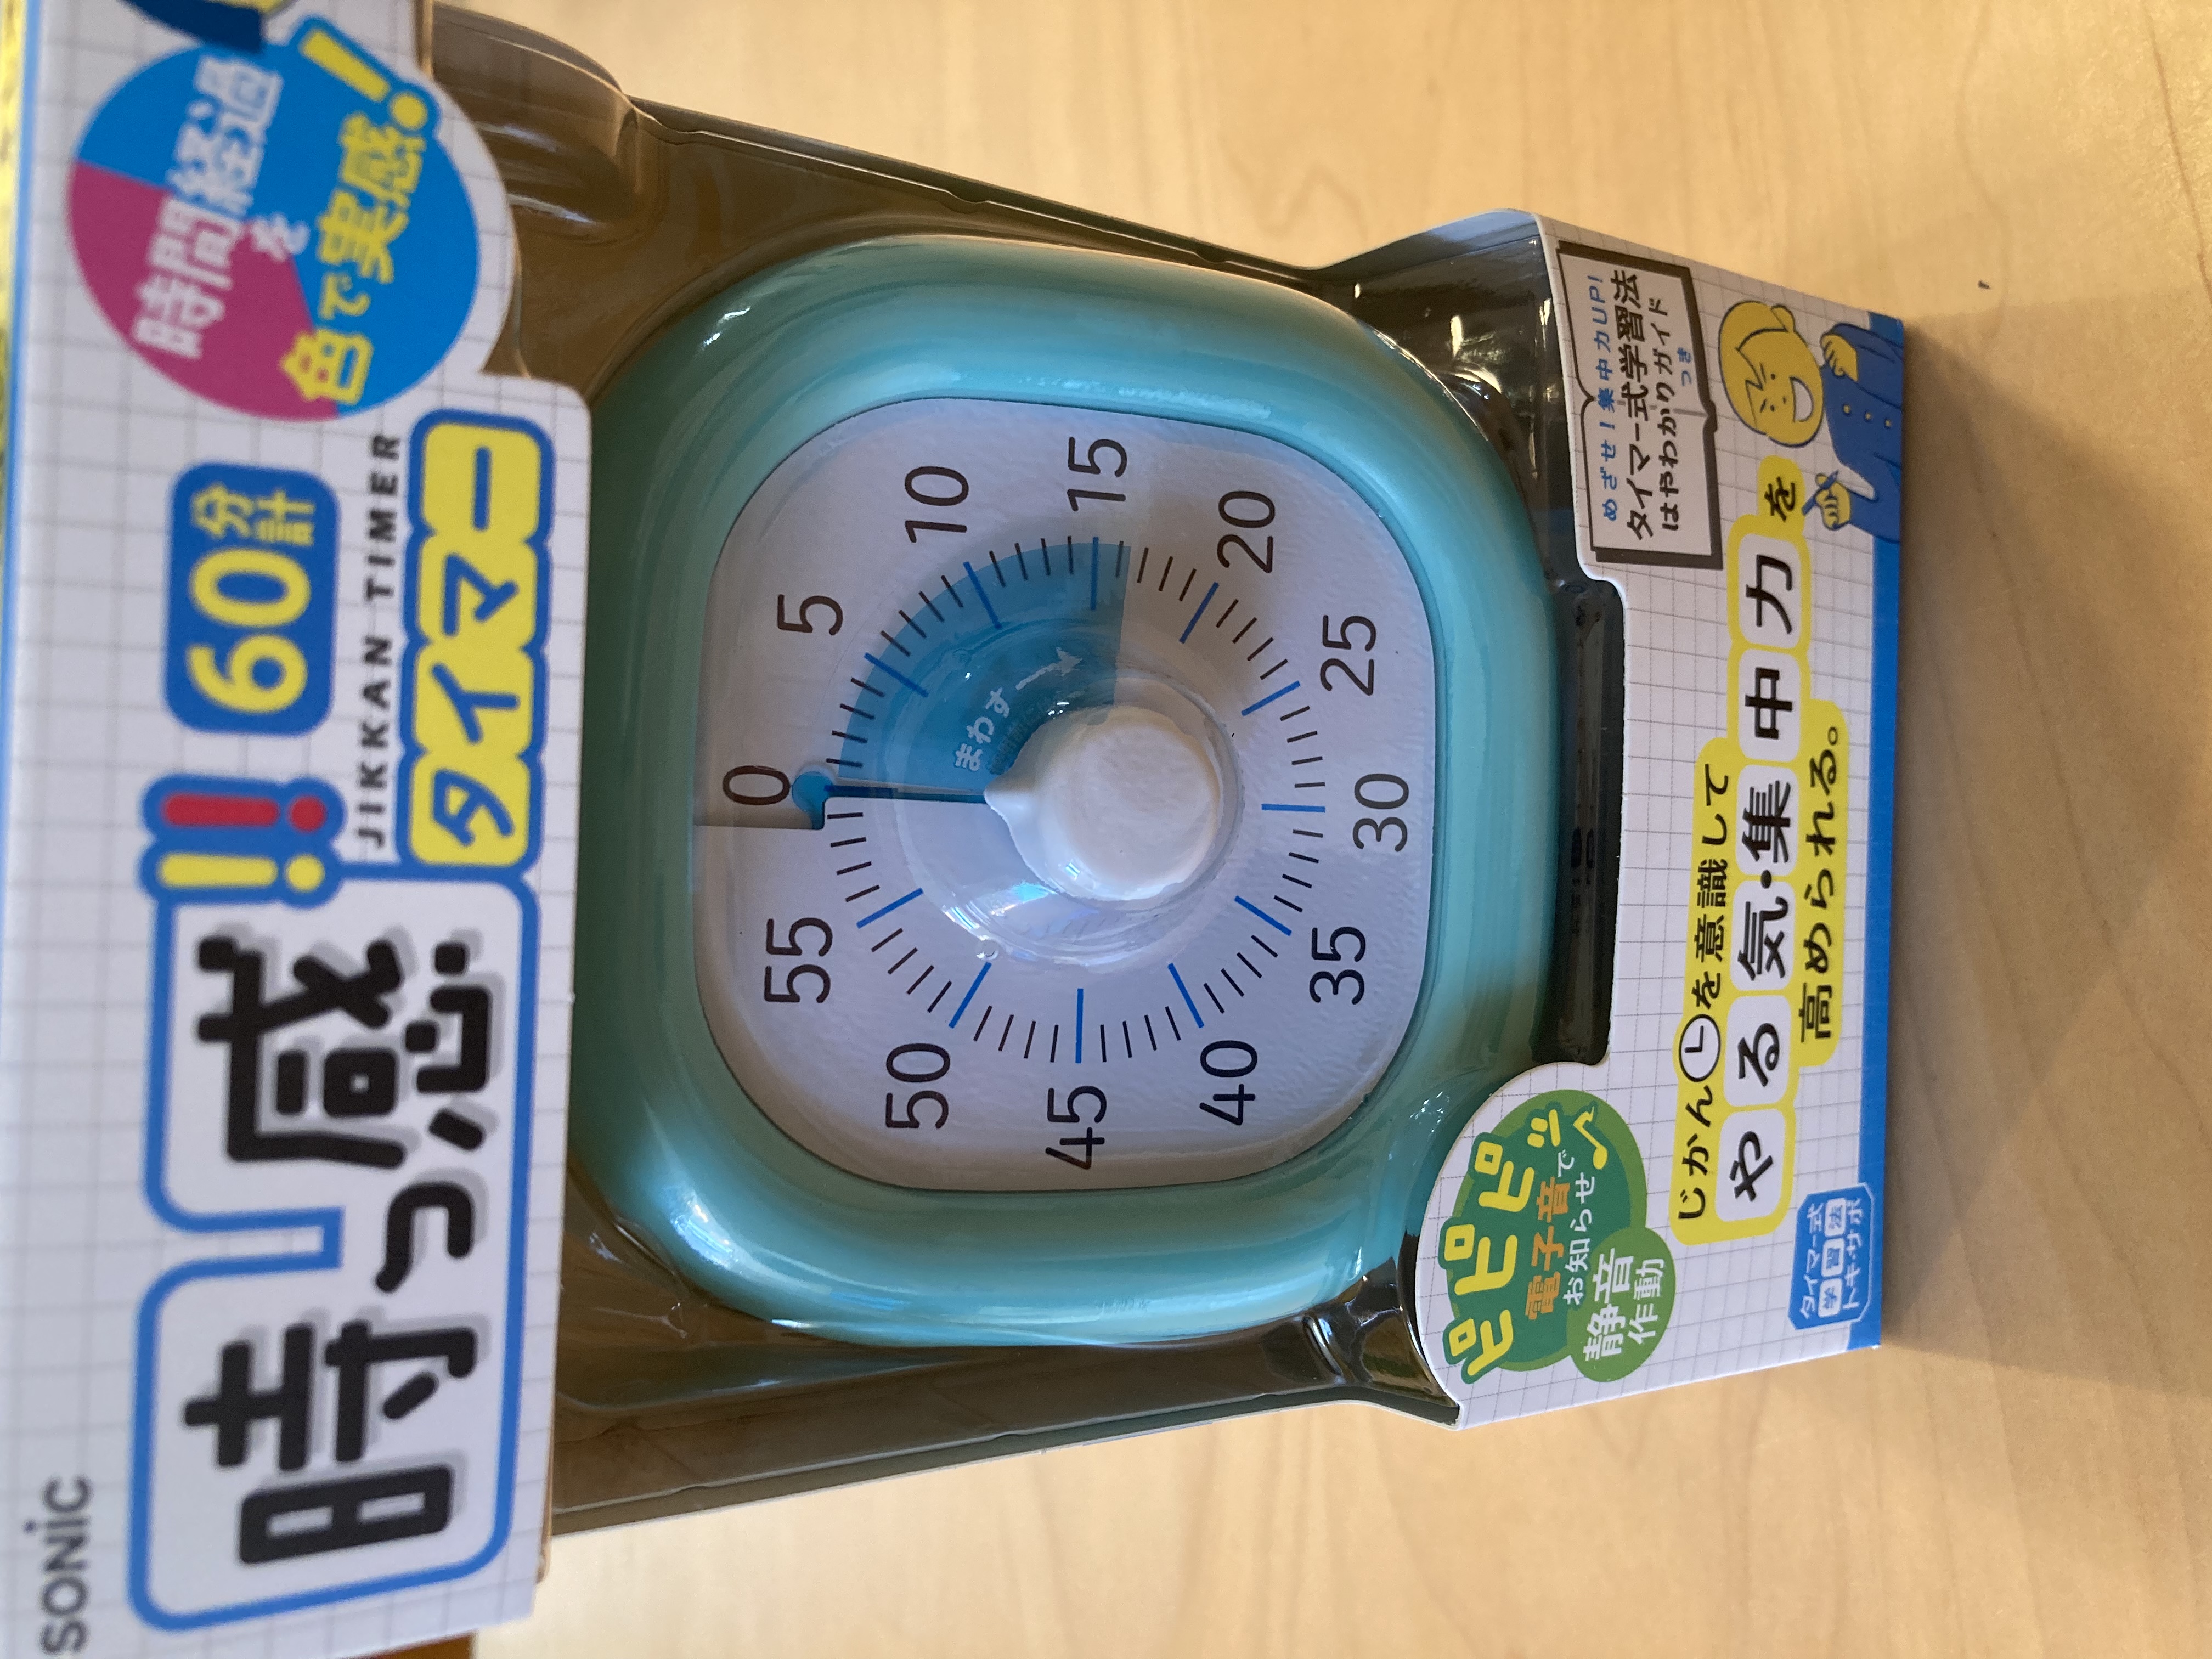 SONiC
時間経過
を
色で実感!
時っ感!!
60分計
JIKKAN TIMER
タイマー
0
5
10
15
20
25
30
35
40
45
50
55
まわす
ピピピピッ♪
電子音で
お知らせ
静音
作動
めざせ!集中力UP!
タイマー式学習法
はやわかりガイド
つき
じかんを意識して
やる気・集中力を
高められる。
タイマー式
学習法
トキ・サポ